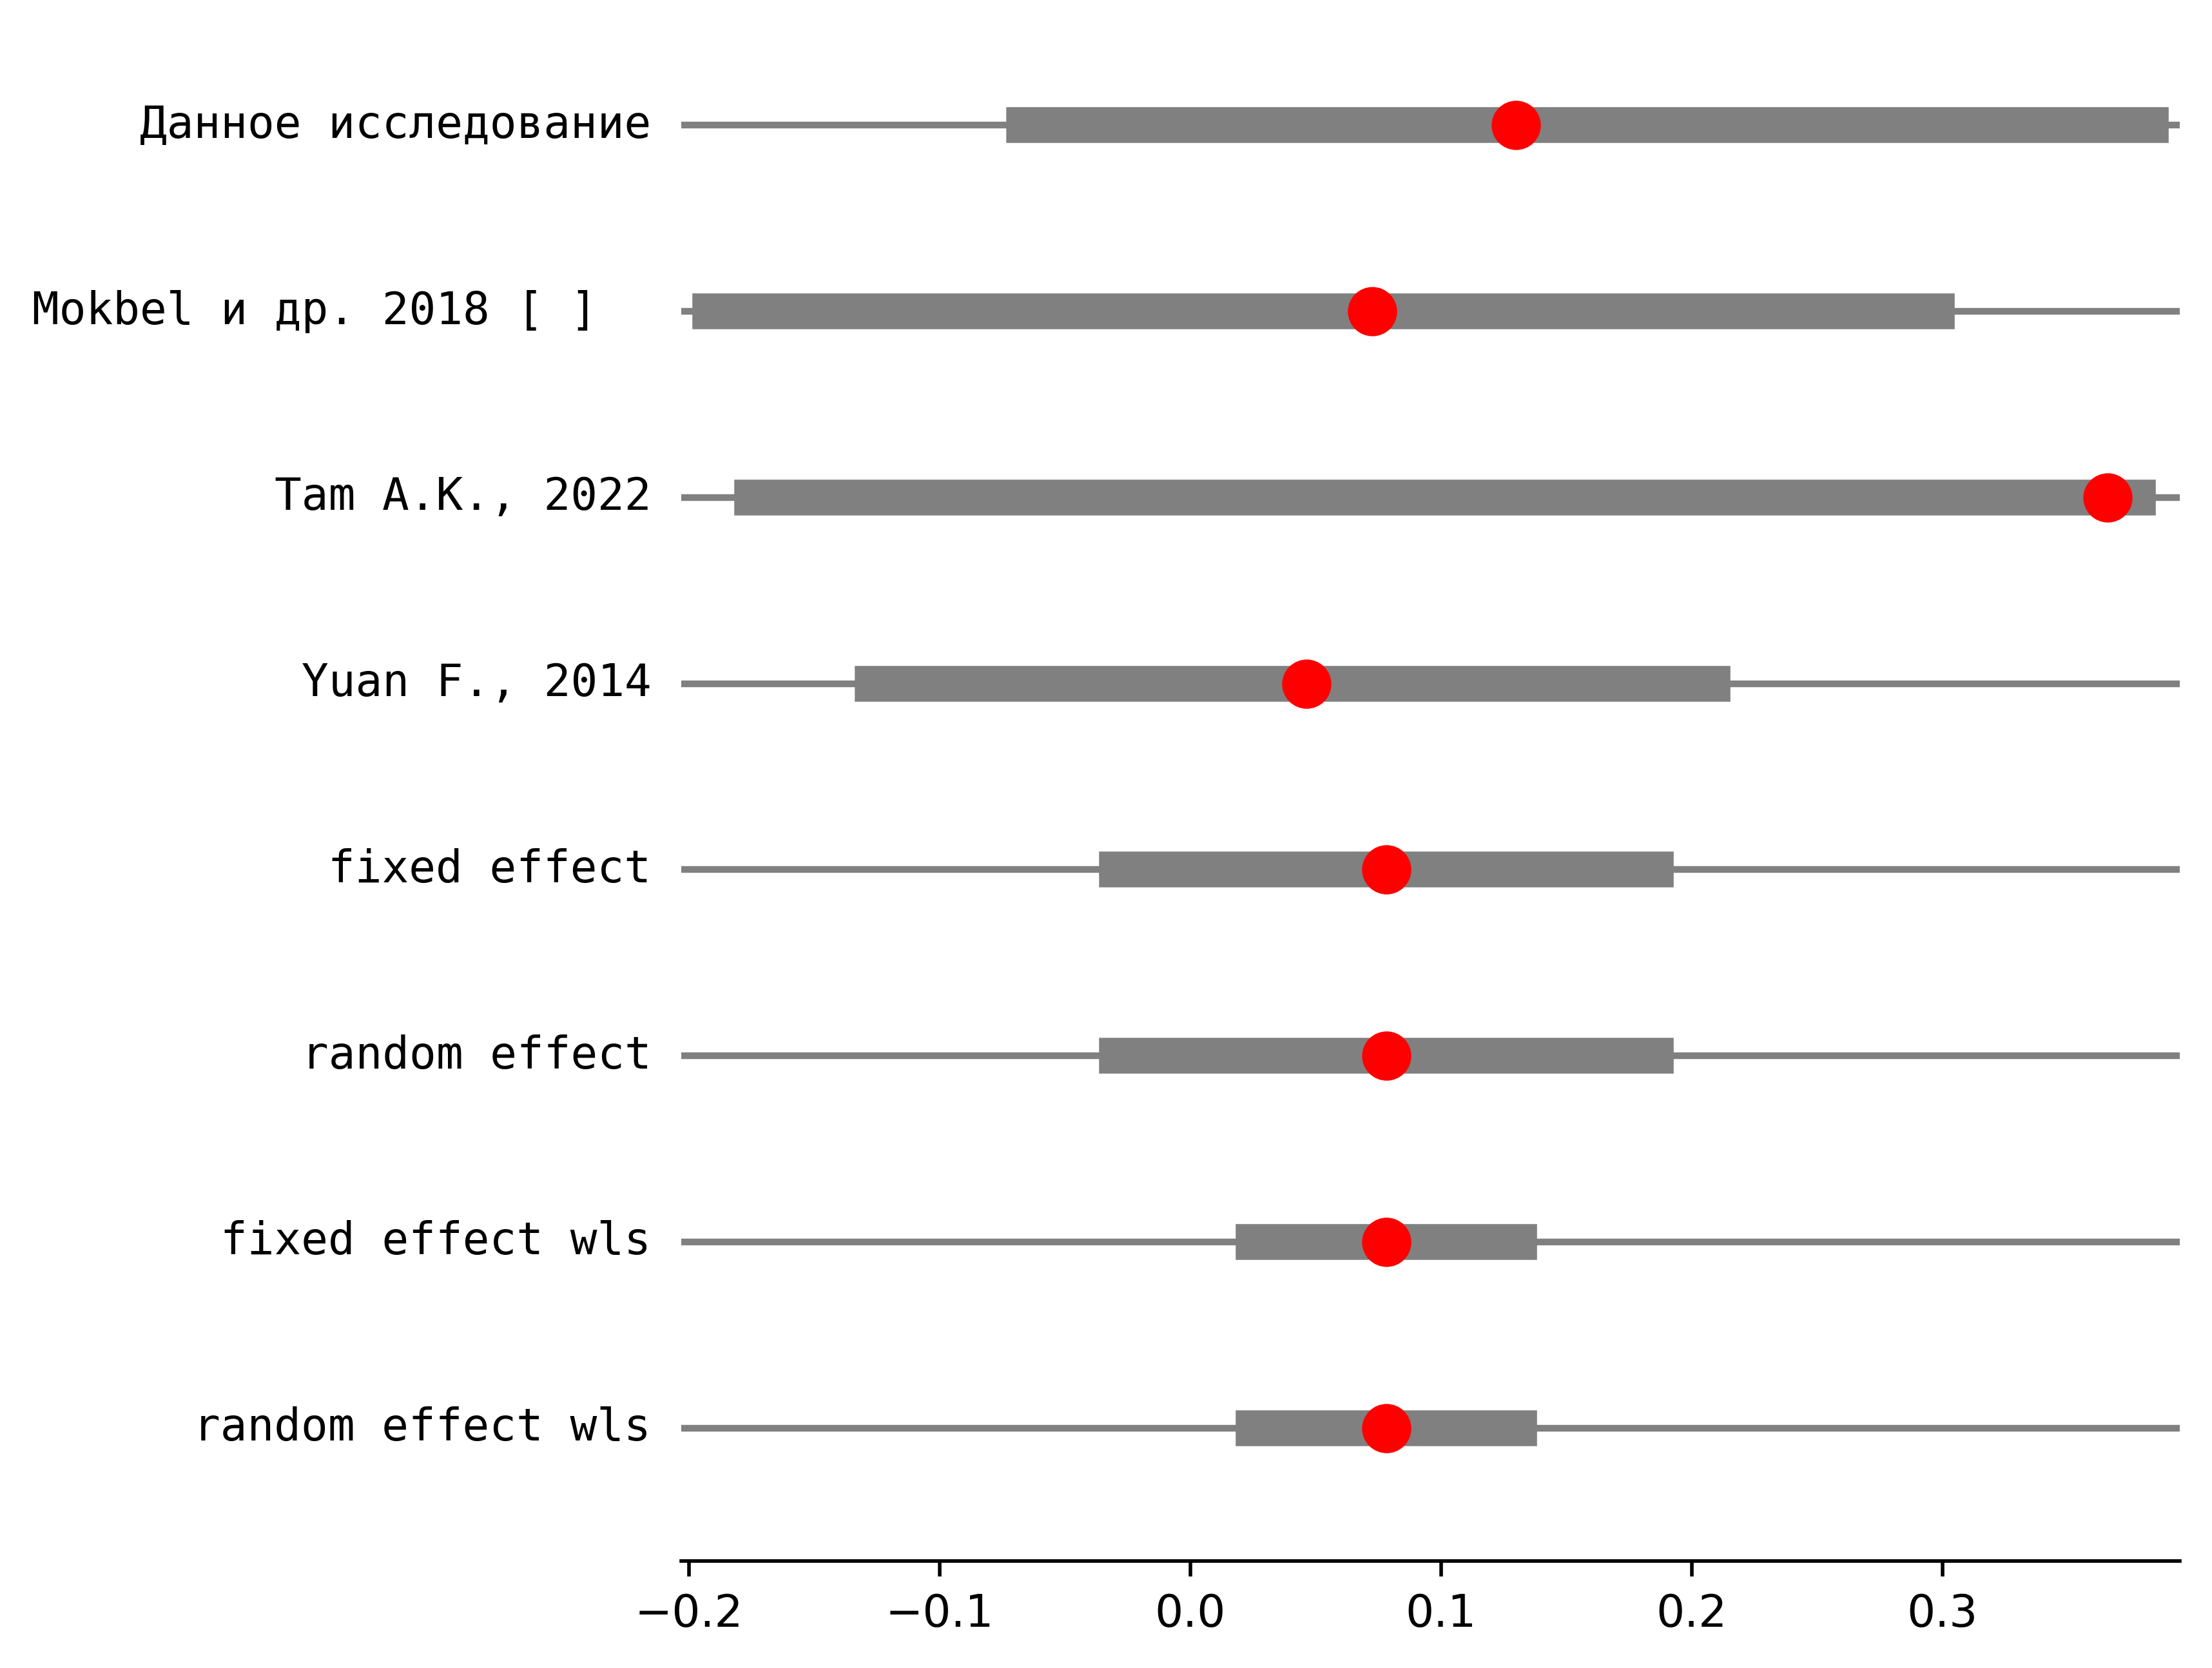 Данное исследование
Mokbel и др. 2018 [ ]
Tam A.K., 2022
Yuan F., 2014
fixed effect
random effect
fixed effect wls
random effect wls
−0.2 −0.1 0.0 0.1 0.2 0.3